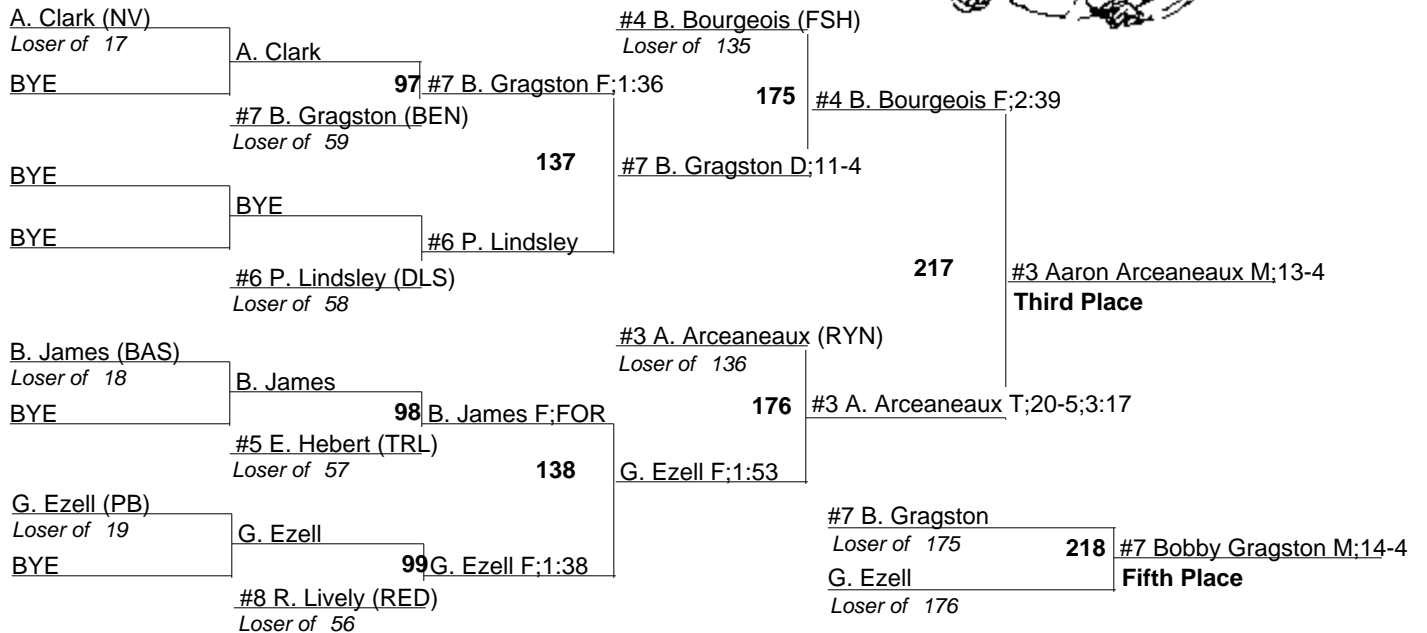 A. Clark (NV)
Loser of 17
BYE
A. Clark
97
#7 B. Gragston (BEN)
Loser of 59
#7 B. Gragston F;1:36
BYE
BYE
BYE
#6 P. Lindsley (DLS)
Loser of 58
#6 P. Lindsley
137
#4 B. Bourgeois (FSH)
Loser of 135
175
#7 B. Gragston D;11-4
#4 B. Bourgeois F;2:39
B. James (BAS)
Loser of 18
BYE
B. James
98
#5 E. Hebert (TRL)
Loser of 57
B. James F;FOR
138
G. Ezell (PB)
Loser of 19
BYE
G. Ezell
99
#8 R. Lively (RED)
Loser of 56
G. Ezell F;1:38
#3 A. Arceaneaux (RYN)
Loser of 136
176
G. Ezell F;1:53
#3 A. Arceaneaux T;20-5;3:17
217
#3 Aaron Arceaneaux M;13-4
Third Place
#7 B. Gragston
Loser of 175
G. Ezell
Loser of 176
218
#7 Bobby Gragston M;14-4
Fifth Place